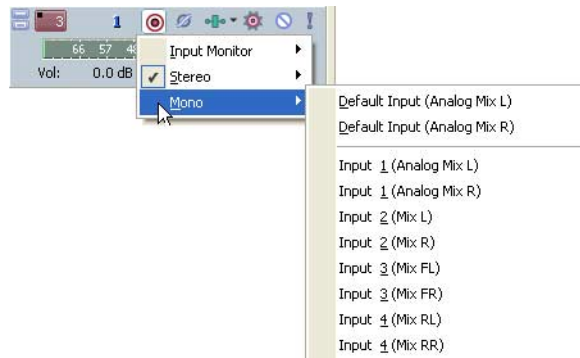 3
1
66 57 48
Vol: 0.0 dB
Input Monitor
Stereo
Mono
Default Input (Analog Mix L)
Default Input (Analog Mix R)
Input 1 (Analog Mix L)
Input 1 (Analog Mix R)
Input 2 (Mix L)
Input 2 (Mix R)
Input 3 (Mix FL)
Input 3 (Mix FR)
Input 4 (Mix RL)
Input 4 (Mix RR)